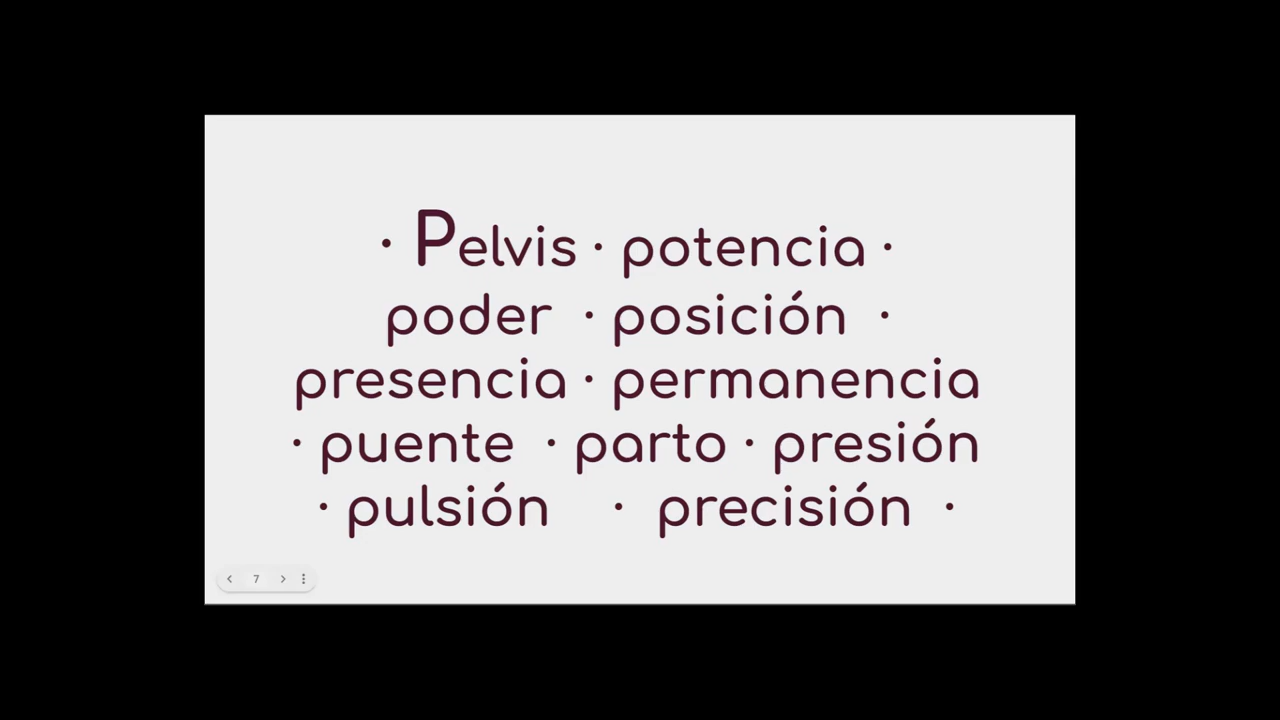 · Pelvis · potencia ·
poder · posición ·
presencia · permanencia
· puente · parto · presión
· pulsión · precisión ·
7